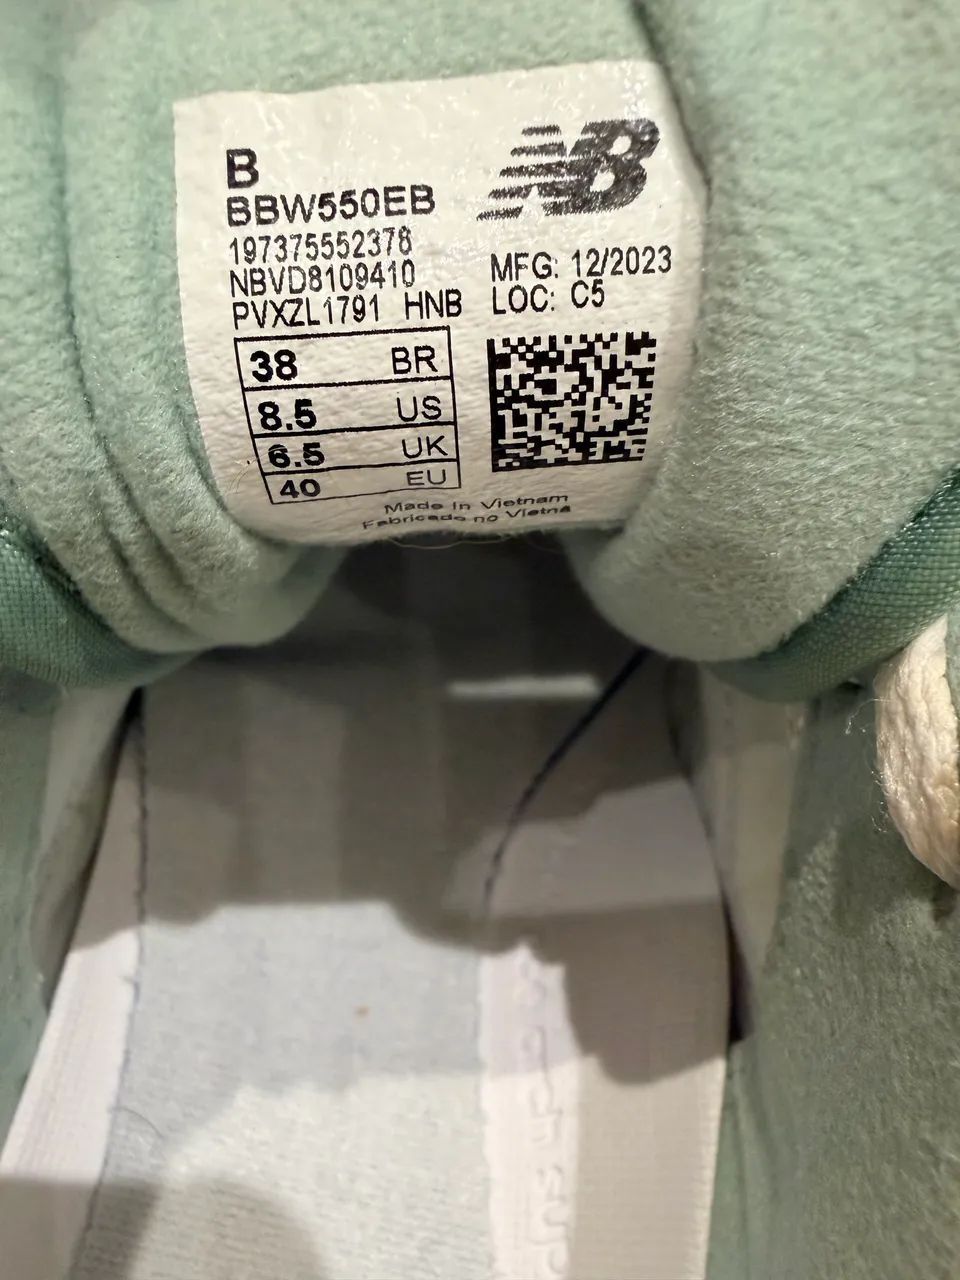 B
BBW550EB
197375552378
NBVD8109410
PVXZL1791 HNB
NB
MFG: 12/2023
LOC: C5
38 BR
8.5 US
6.5 UK
40 EU
Made in Vietnam
Fabricado no Vietnã